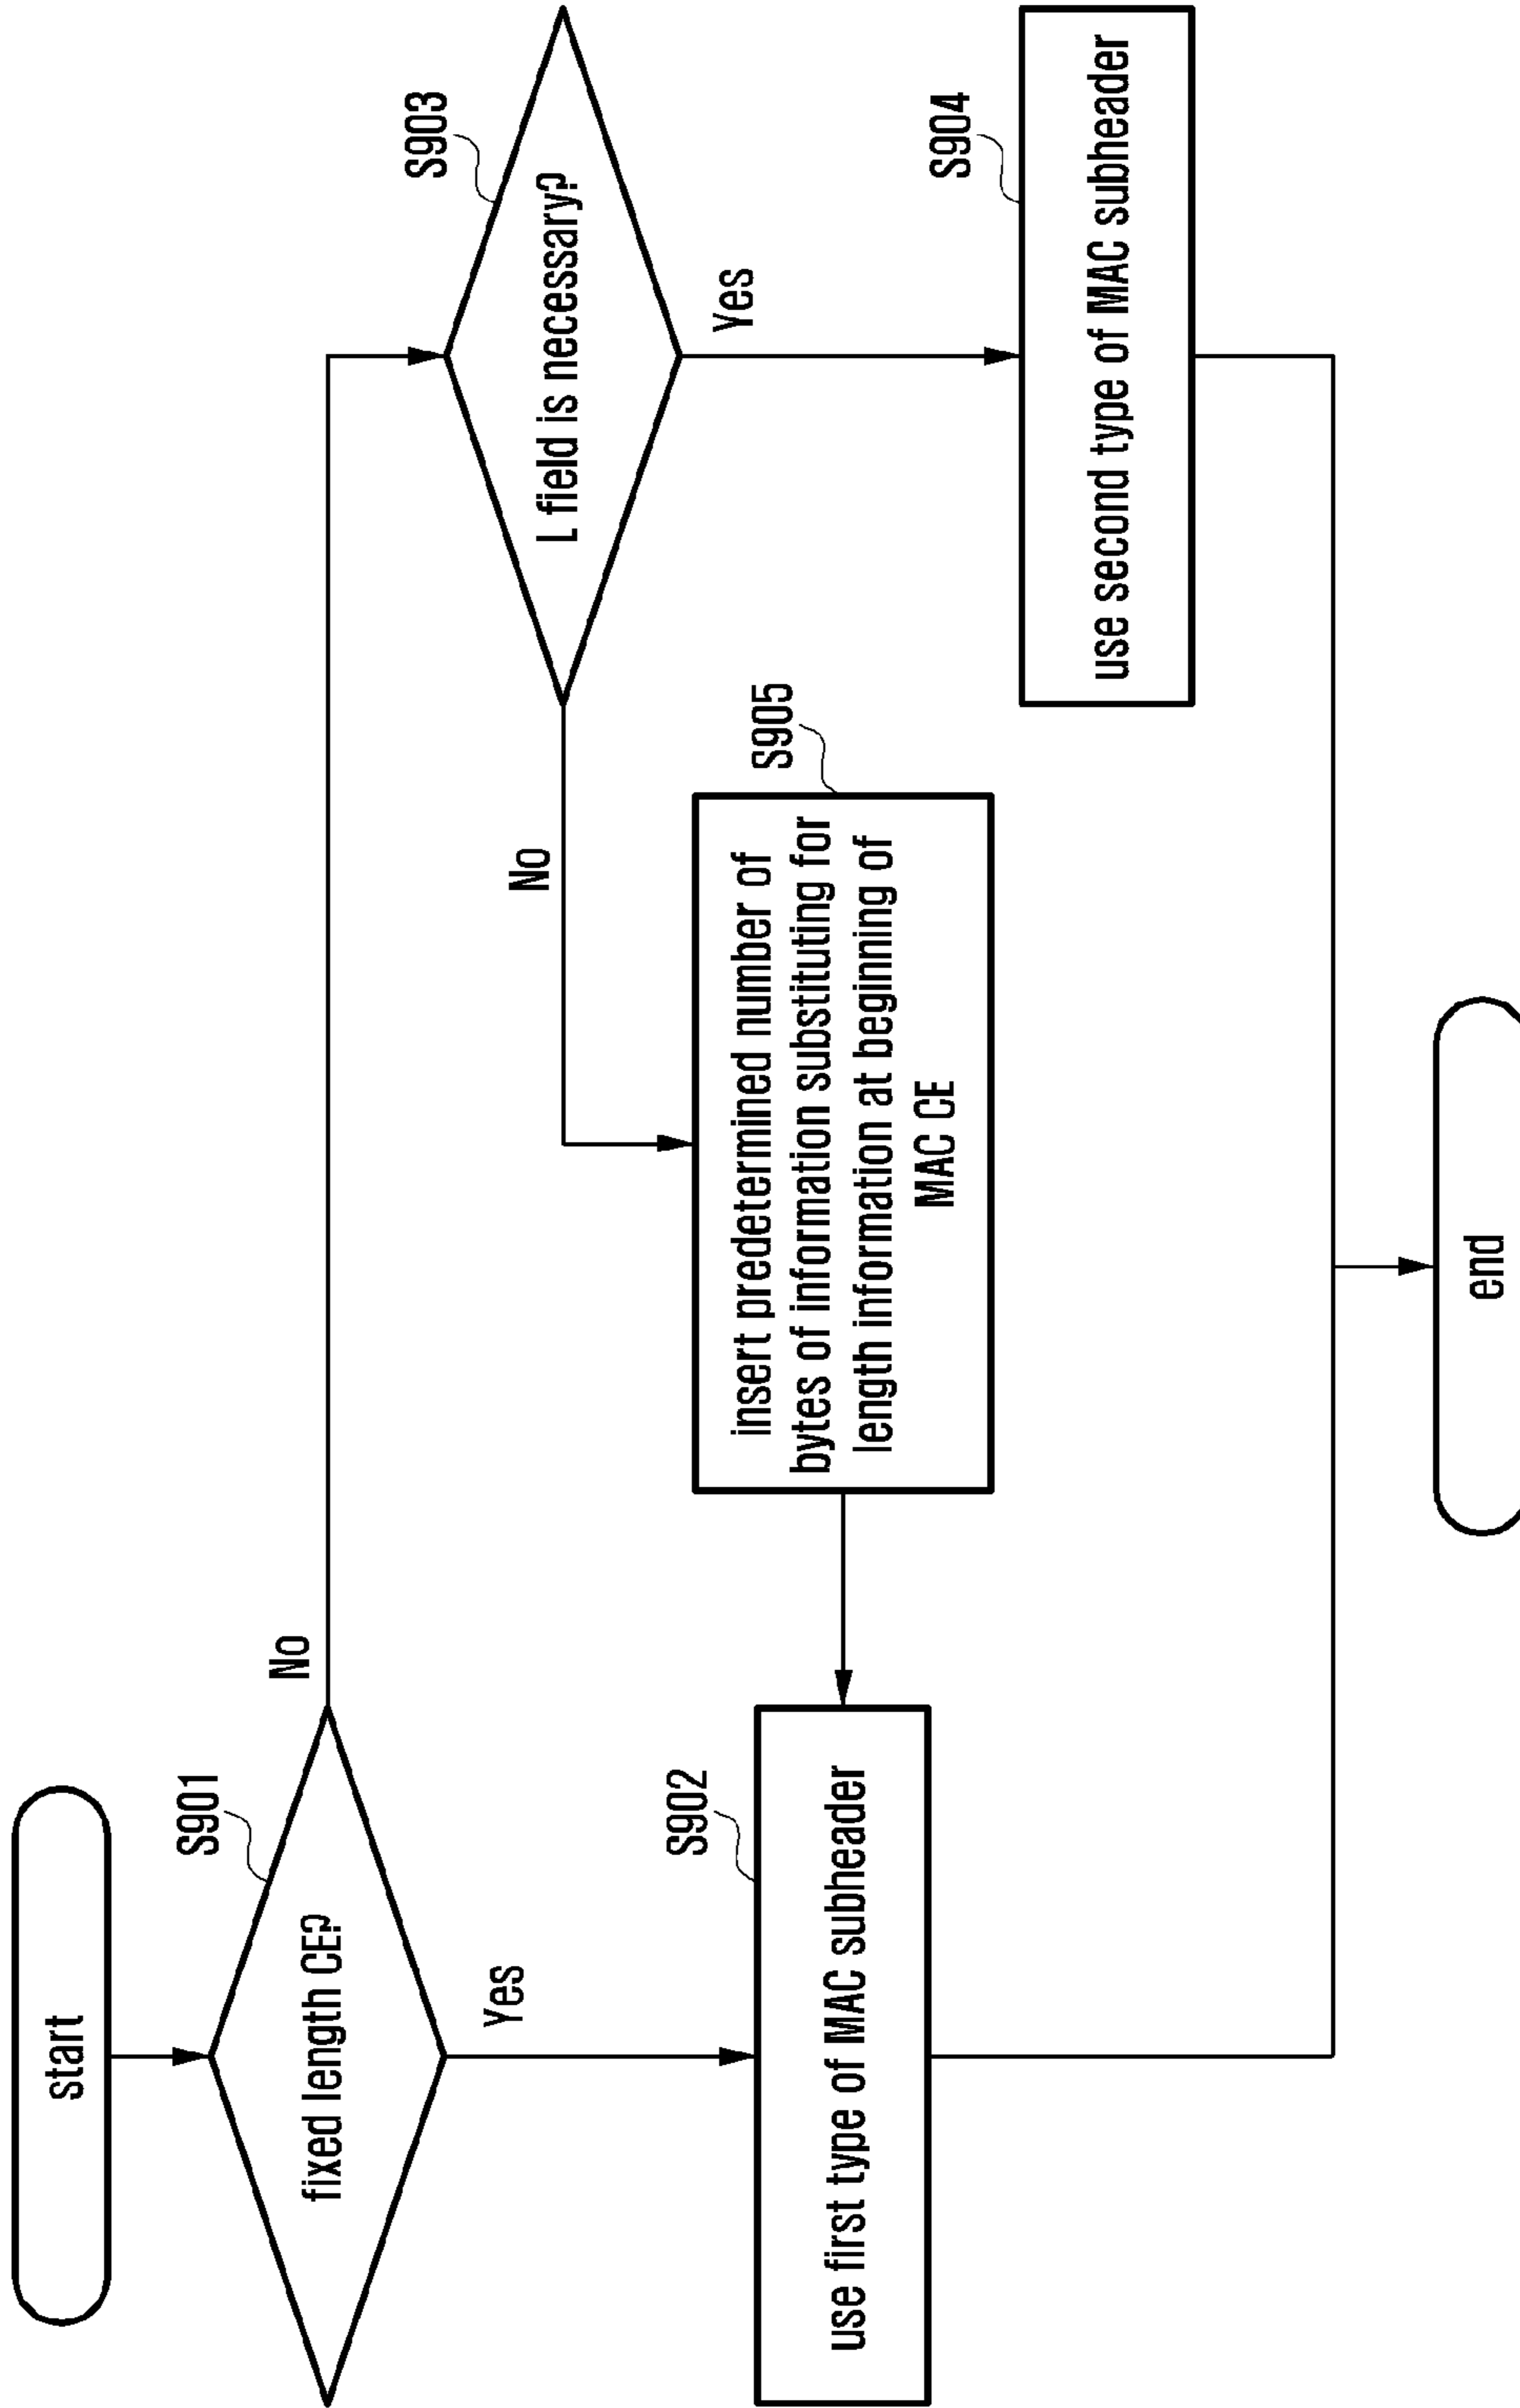 start
S901
fixed length CE?
No
Yes
S903
L field is necessary?
No
Yes
S905
insert predetermined number of
bytes of information substituting for
length information at beginning of
MAC CE
S902
use first type of MAC subheader
S904
use second type of MAC subheader
end